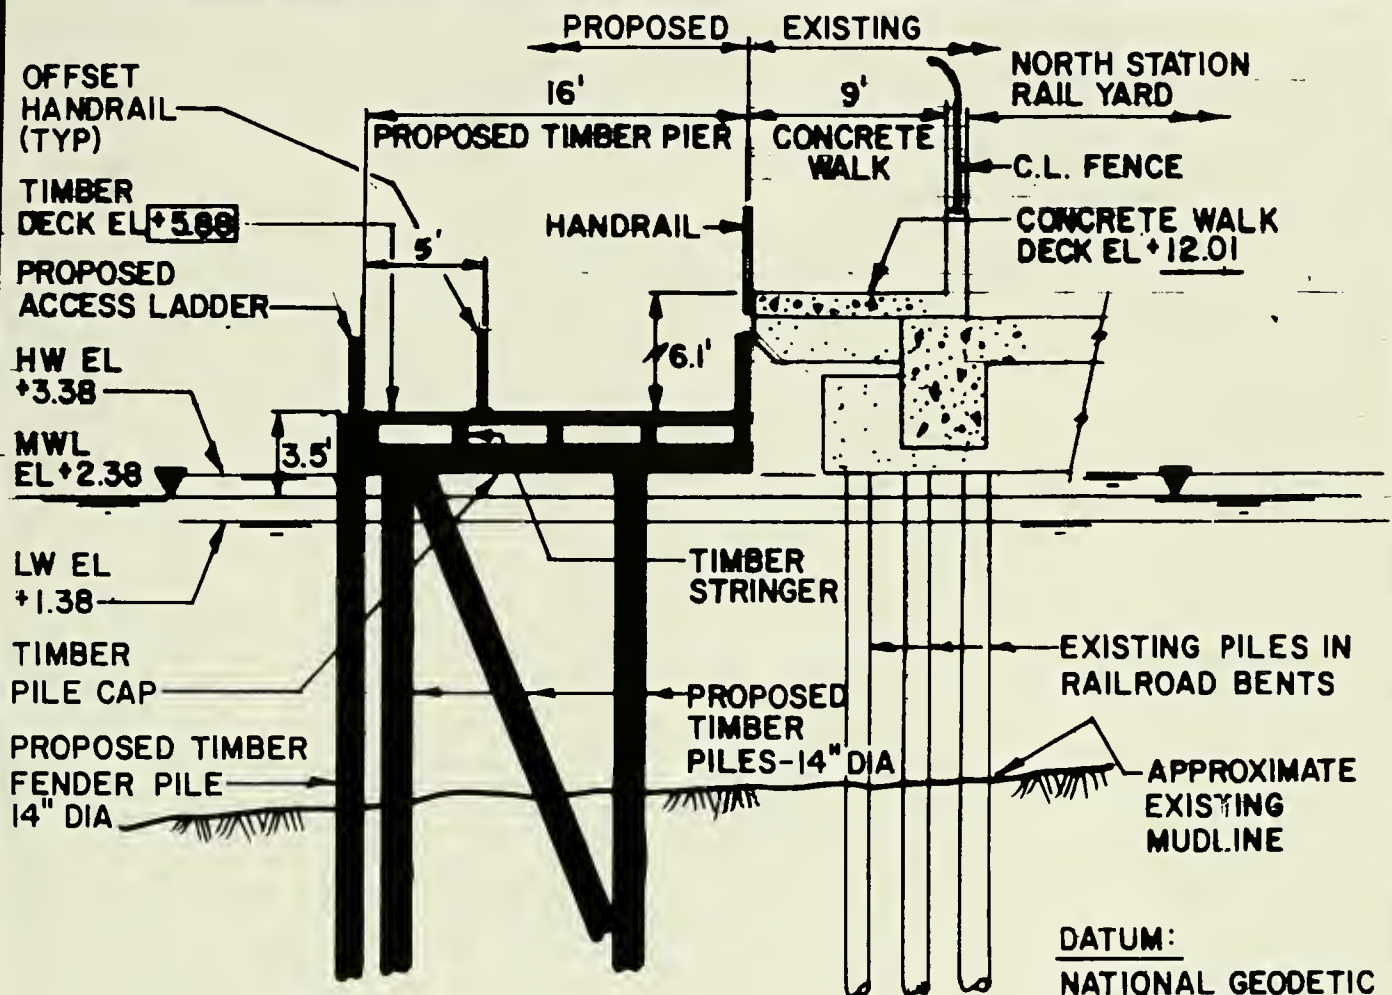 PROPOSED
EXISTING
OFFSET
HANDRAIL
(TYP)
16'
9'
NORTH STATION
RAIL YARD
PROPOSED TIMBER PIER
CONCRETE
WALK
C.L. FENCE
TIMBER
DECK EL +5.88
5'
HANDRAIL
CONCRETE WALK
DECK EL +12.01
PROPOSED
ACCESS LADDER
HW EL
+3.38
6.1'
MWL
EL +2.38
3.5'
LW EL
+1.38
TIMBER
STRINGER
TIMBER
PILE CAP
EXISTING PILES IN
RAILROAD BENTS
PROPOSED
TIMBER
PILES-14" DIA
PROPOSED TIMBER
FENDER PILE
14" DIA
APPROXIMATE
EXISTING
MUDLINE
DATUM:
NATIONAL GEODETIC